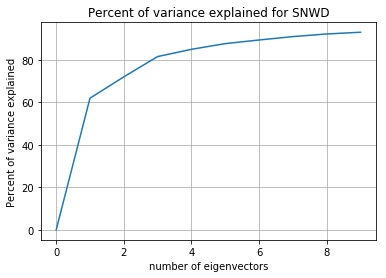 Percent of variance explained for SNWD
Percent of variance explained
80
60
40
20
0
0 2 4 6 8
number of eigenvectors